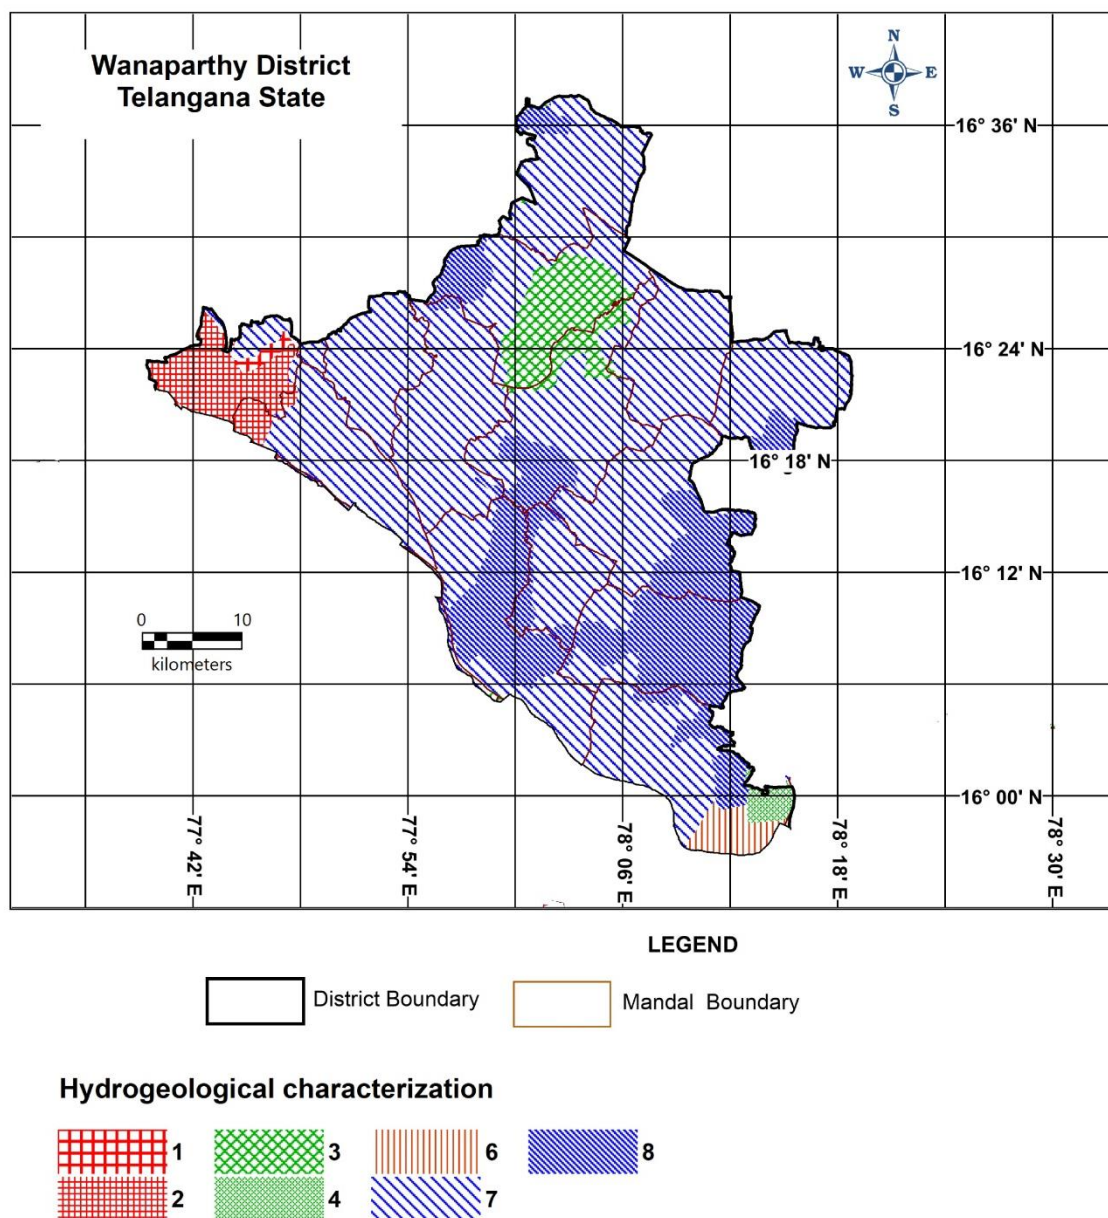 Wanaparthy District
Telangana State
N
W E
S
16° 36' N
16° 24' N
16° 18' N
16° 12' N
16° 00' N
0 10
kilometers
77° 42' E
77° 54' E
78° 06' E
78° 18' E
78° 30' E
LEGEND
District Boundary
Mandal Boundary
Hydrogeological characterization
1 3 6 8
2 4 7